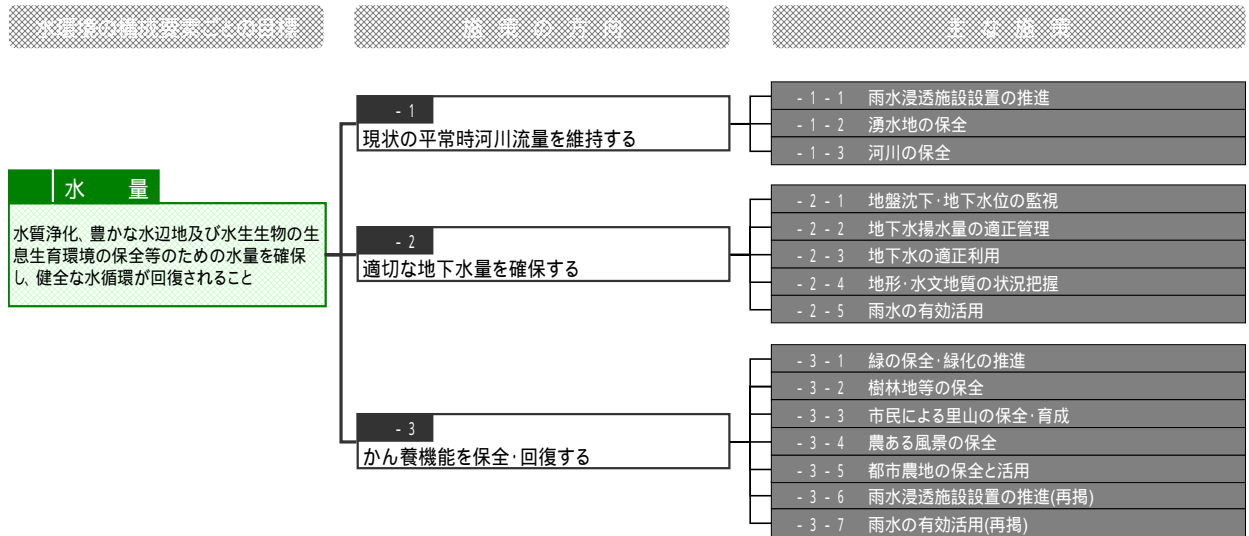 水環境の構成要素ごとの目標
施策の方向
主な施策
水 量
水質浄化、豊かな水辺地及び水生生物の生
息生育環境の保全等のための水量を確保
し、健全な水循環が回復されること
-1
現状の平常時河川流量を維持する
-1-1 雨水浸透施設設置の推進
-1-2 湧水地の保全
-1-3 河川の保全
-2
適切な地下水量を確保する
-2-1 地盤沈下・地下水位の監視
-2-2 地下水揚水量の適正管理
-2-3 地下水の適正利用
-2-4 地形・水文地質の状況把握
-2-5 雨水の有効活用
-3
かん養機能を保全・回復する
-3-1 緑の保全・緑化の推進
-3-2 樹林地等の保全
-3-3 市民による里山の保全・育成
-3-4 農ある風景の保全
-3-5 都市農地の保全と活用
-3-6 雨水浸透施設設置の推進(再掲)
-3-7 雨水の有効活用(再掲)